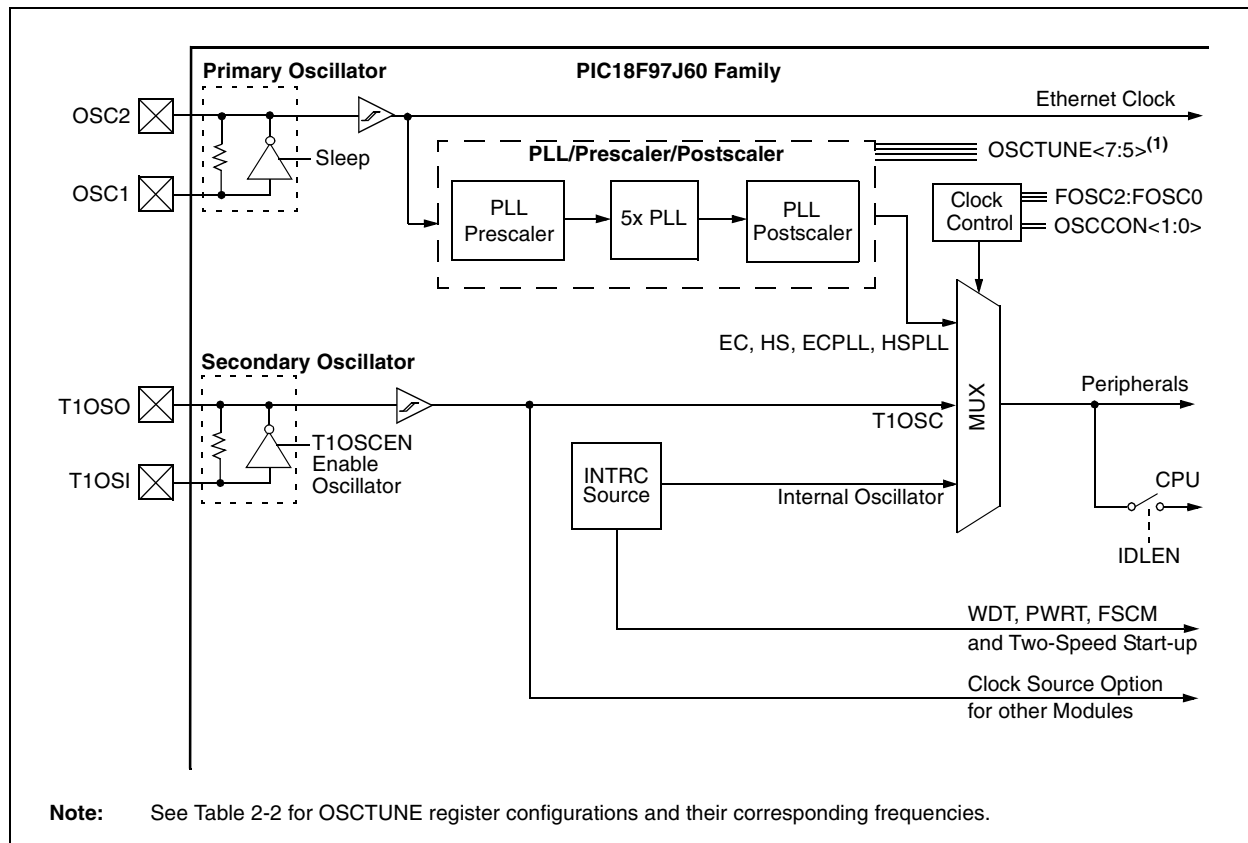 Primary Oscillator
PIC18F97J60 Family
OSC2
OSC1
Sleep
Ethernet Clock
PLL/Prescaler/Postscaler
OSCTUNE<7:5>(1)
PLL
Prescaler
5x PLL
PLL
Postscaler
Clock
Control
FOSC2:FOSC0
OSCCON<1:0>
EC, HS, ECPLL, HSPLL
Secondary Oscillator
T1OSO
T1OSI
T1OSCEN
Enable
Oscillator
T1OSC
MUX
Peripherals
INTRC
Source
Internal Oscillator
CPU
IDLEN
WDT, PWRT, FSCM
and Two-Speed Start-up
Clock Source Option
for other Modules
Note: See Table 2-2 for OSCTUNE register configurations and their corresponding frequencies.